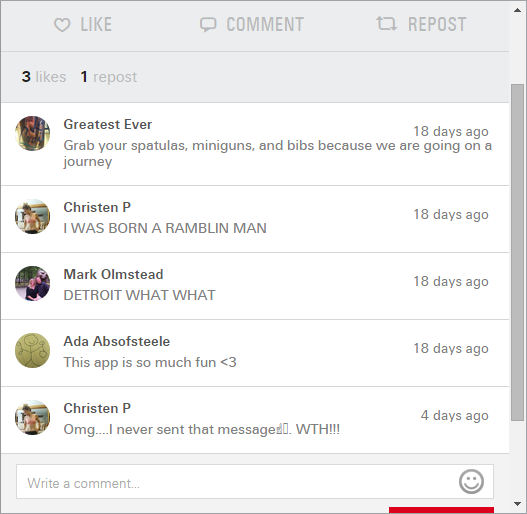 LIKE COMMENT REPOST
3 likes 1 repost
Greatest Ever
18 days ago
Grab your spatulas, miniguns, and bibs because we are going on a
journey
Christen P
18 days ago
I WAS BORN A RAMBLIN MAN
Mark Olmstead
18 days ago
DETROIT WHAT WHAT
Ada Absofsteele
18 days ago
This app is so much fun <3
Christen P
4 days ago
Omg....I never sent that message. WTH!!!
Write a comment...